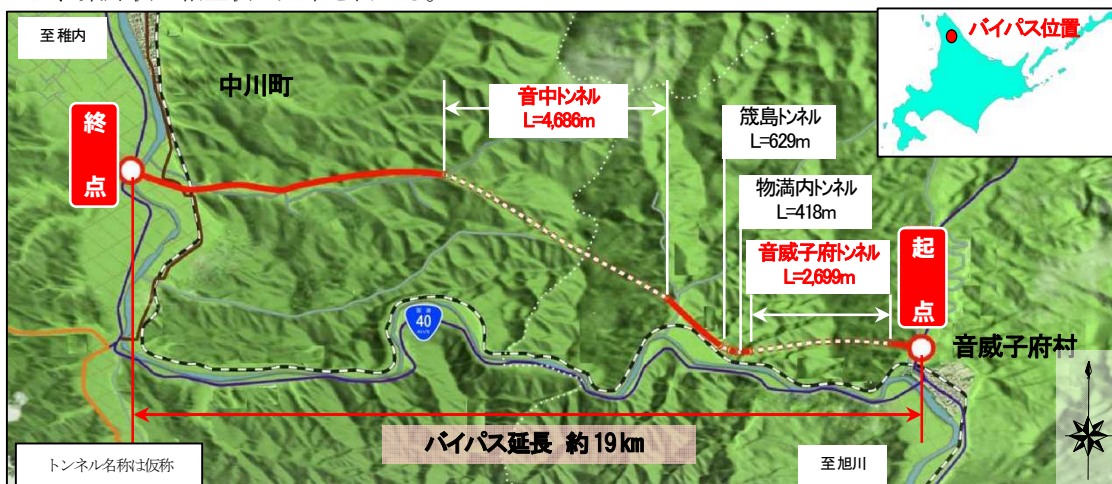 至稚内
中川町
終
点
音中トンネル
L=4,686m
筬島トンネル
L=629m
物満内トンネル
L=418m
音威子府トンネル
L=2,699m
バイパス位置
起
点
音威子府村
40
バイパス延長 約19km
トンネル名称は仮称
至旭川